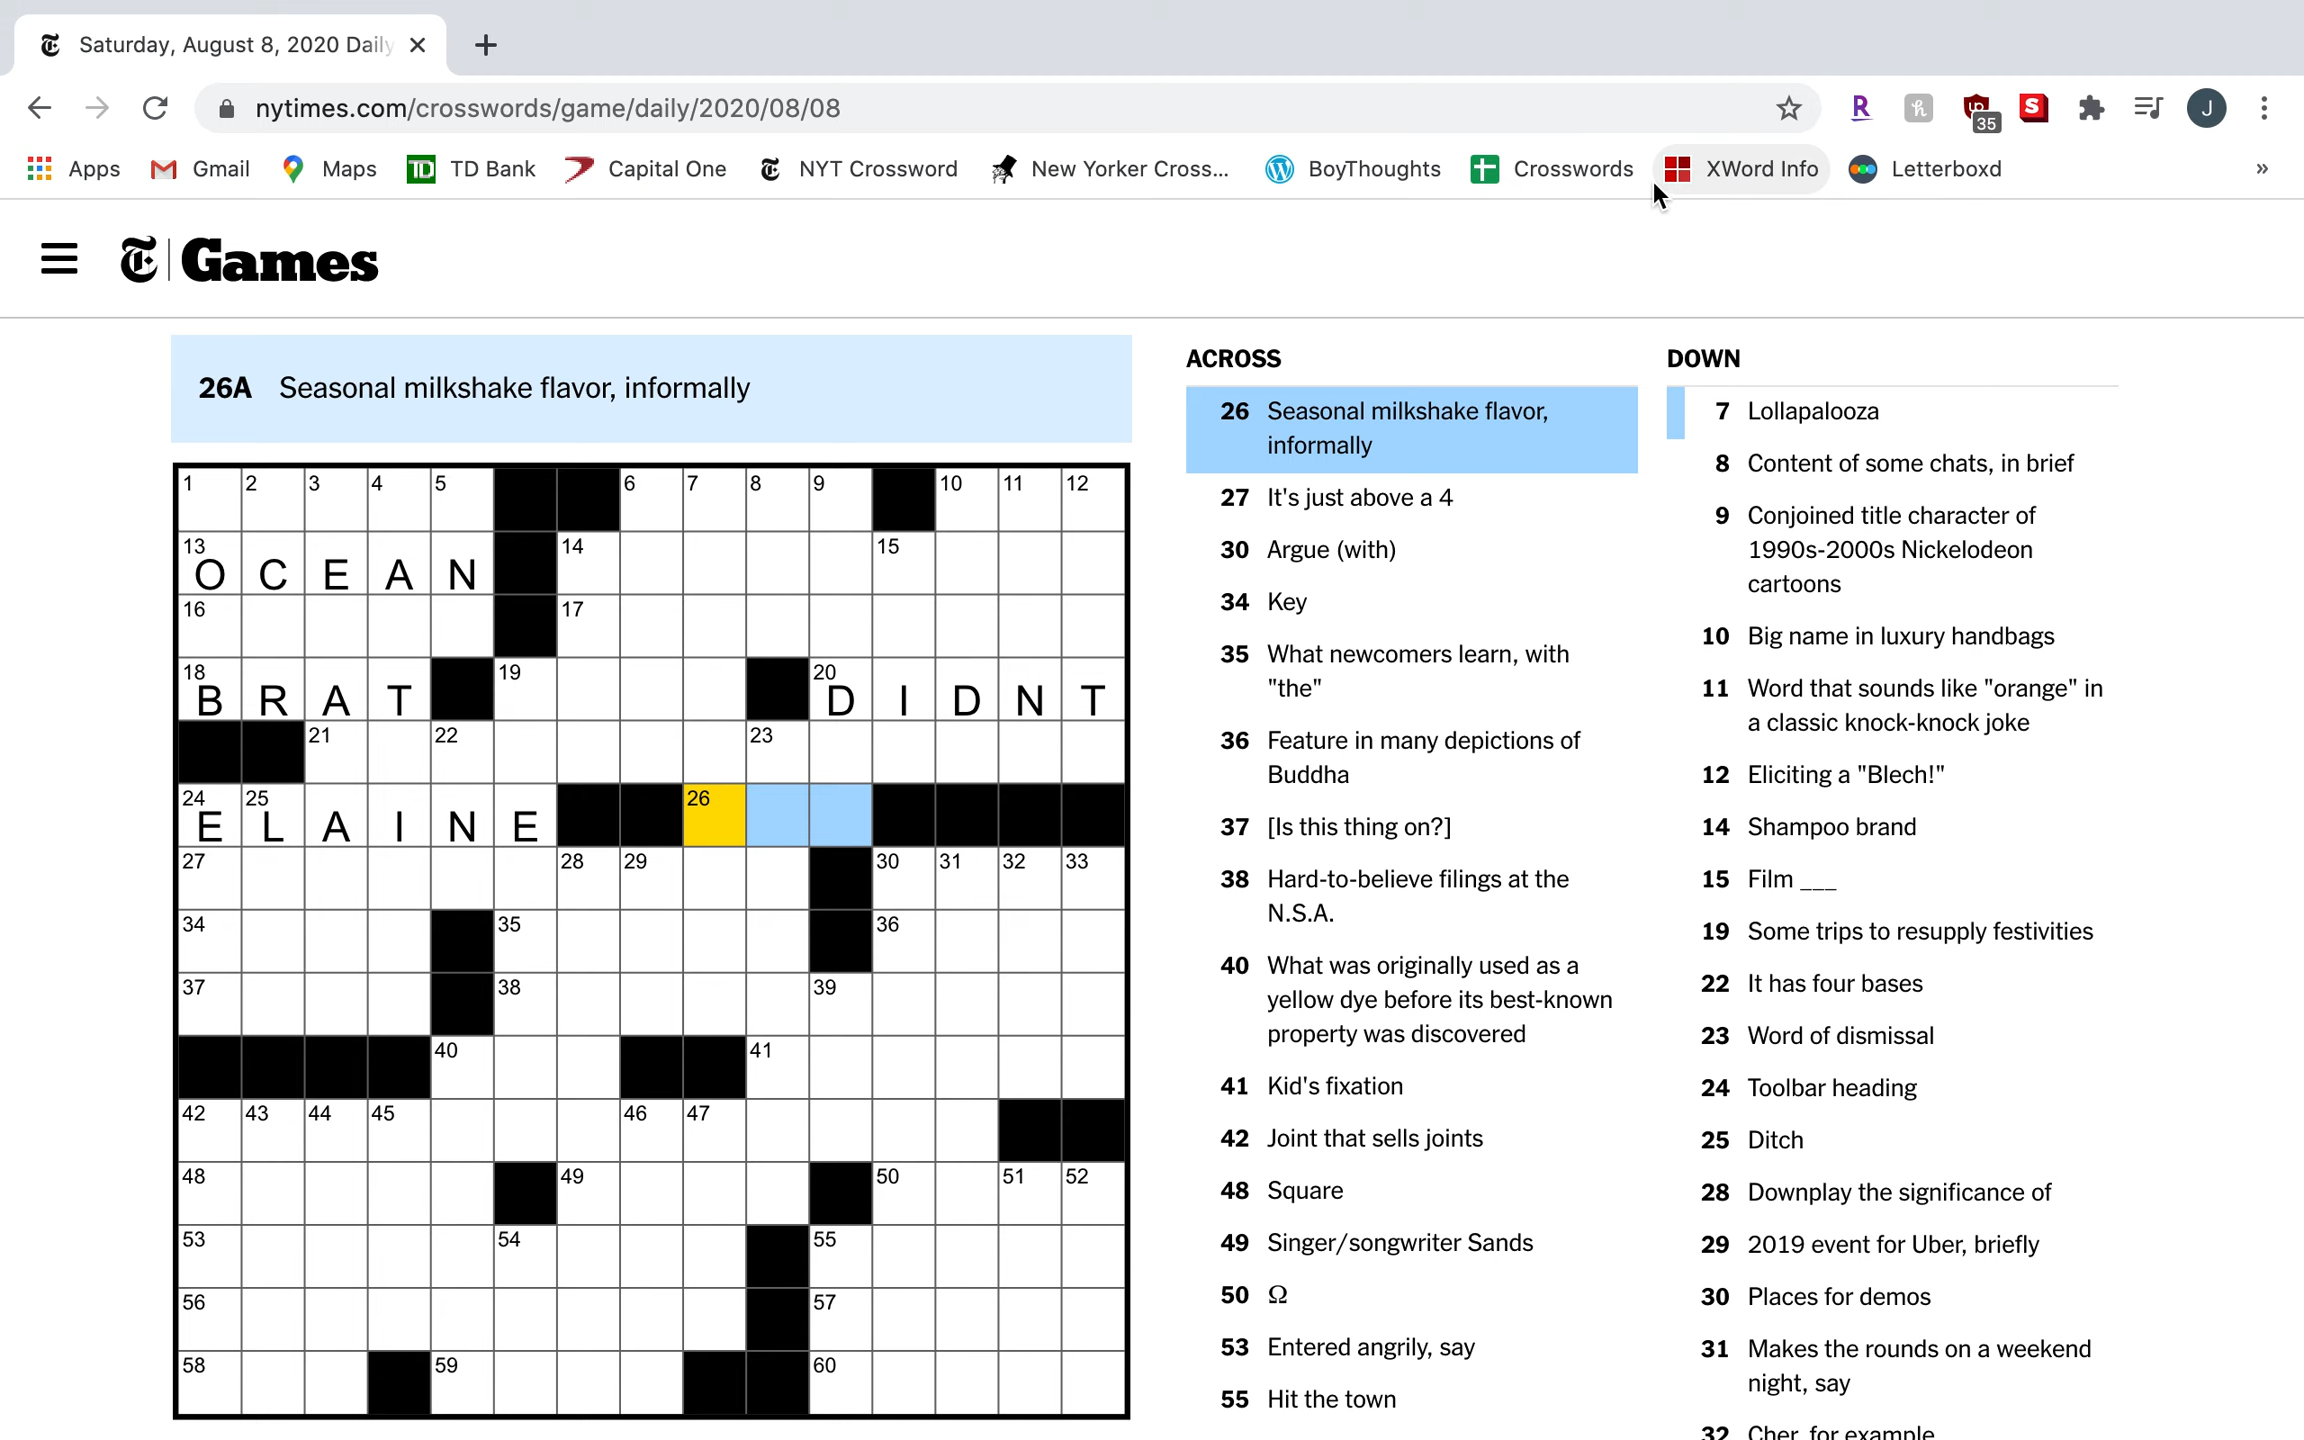 Saturday, August 8, 2020 Daily
nytimes.com/crosswords/game/daily/2020/08/08
35
J
Apps
Gmail
Maps
TD Bank
Capital One
NYT Crossword
New Yorker Cross...
BoyThoughts
Crosswords
XWord Info
Letterboxd
»
T Games
26A Seasonal milkshake flavor, informally
1 2 3 4 5 6 7 8 9 10 11 12
13 14 15
O C E A N
16 17
18 19 20
B R A T D I D N T
21 22 23
24 25 26
E L A I N E
27 28 29 30 31 32 33
34 35 36
37 38 39
40 41
42 43 44 45 46 47
48 49 50 51 52
53 54 55
56 57
58 59 60
ACROSS
26 Seasonal milkshake flavor,
informally
27 It's just above a 4
30 Argue (with)
34 Key
35 What newcomers learn, with
"the"
36 Feature in many depictions of
Buddha
37 [Is this thing on?]
38 Hard-to-believe filings at the
N.S.A.
40 What was originally used as a
yellow dye before its best-known
property was discovered
41 Kid's fixation
42 Joint that sells joints
48 Square
49 Singer/songwriter Sands
50 Ω
53 Entered angrily, say
55 Hit the town
DOWN
7 Lollapalooza
8 Content of some chats, in brief
9 Conjoined title character of
1990s-2000s Nickelodeon
cartoons
10 Big name in luxury handbags
11 Word that sounds like "orange" in
a classic knock-knock joke
12 Eliciting a "Blech!"
14 Shampoo brand
15 Film ___
19 Some trips to resupply festivities
22 It has four bases
23 Word of dismissal
24 Toolbar heading
25 Ditch
28 Downplay the significance of
29 2019 event for Uber, briefly
30 Places for demos
31 Makes the rounds on a weekend
night, say
32 Cher, for example